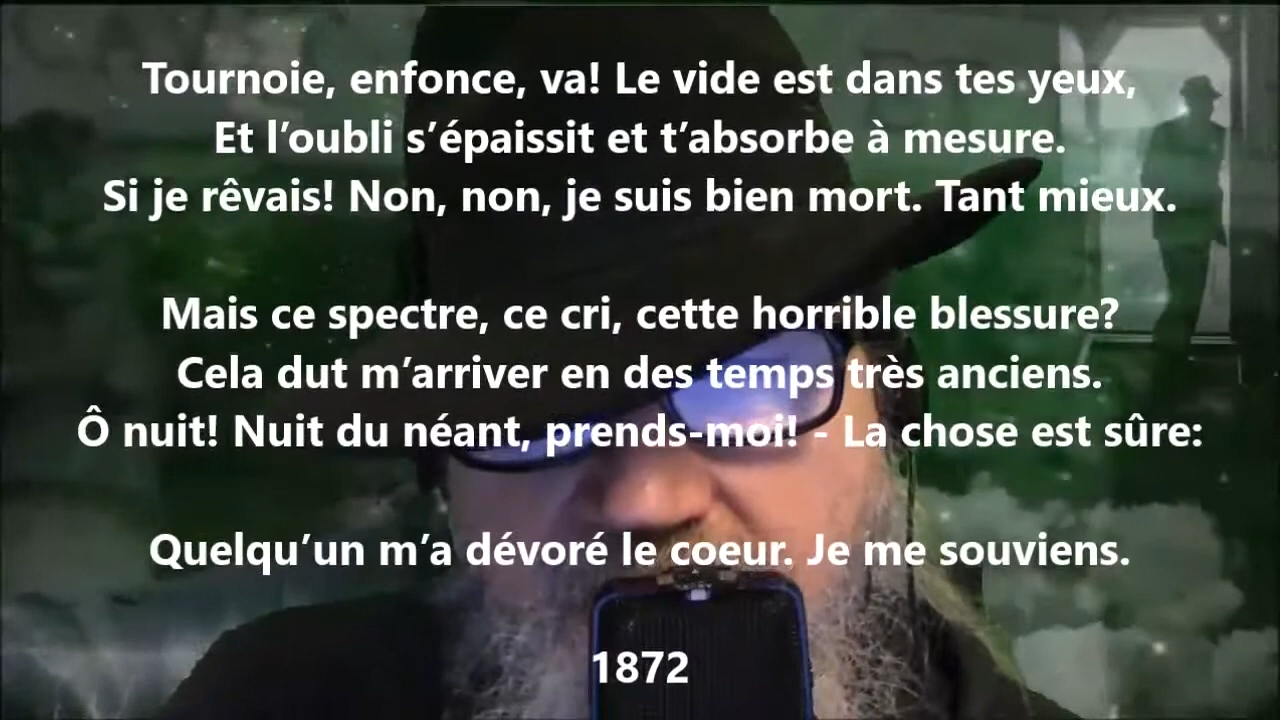 Tournoie, enfonce, va! Le vide est dans tes yeux,
Et l’oubli s’épaissit et t’absorbe à mesure.
Si je rêvais! Non, non, je suis bien mort. Tant mieux.
Mais ce spectre, ce cri, cette horrible blessure?
Cela dut m’arriver en des temps très anciens.
Ô nuit! Nuit du néant, prends-moi! - La chose est sûre:
Quelqu’un m’a dévoré le coeur. Je me souviens.
1872